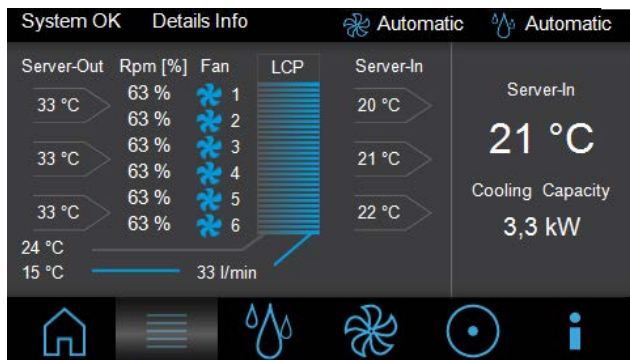 System OK Details Info Automatic Automatic
Server-Out Rpm [%] Fan LCP Server-In
33 °C 63 % 1 20 °C
63 % 2
33 °C 63 % 3 21 °C
63 % 4
33 °C 63 % 5 22 °C
63 % 6
24 °C
15 °C 33 l/min
Server-In
21 °C
Cooling Capacity
3,3 kW
i